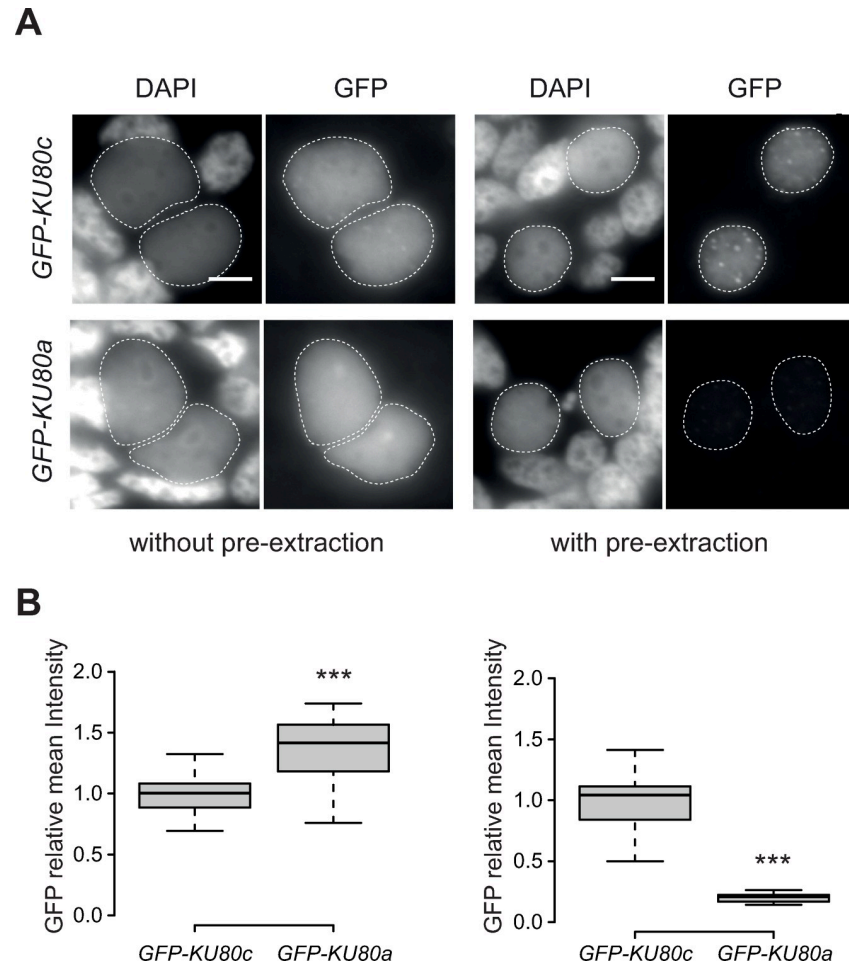 A
DAPI GFP DAPI GFP
GFP-KU80c
GFP-KU80a
without pre-extraction with pre-extraction
B
GFP relative mean Intensity
2.0
1.5
1.0
0.5
0.0
***
GFP-KU80c GFP-KU80a
GFP relative mean Intensity
2.0
1.5
1.0
0.5
0.0
***
GFP-KU80c GFP-KU80a